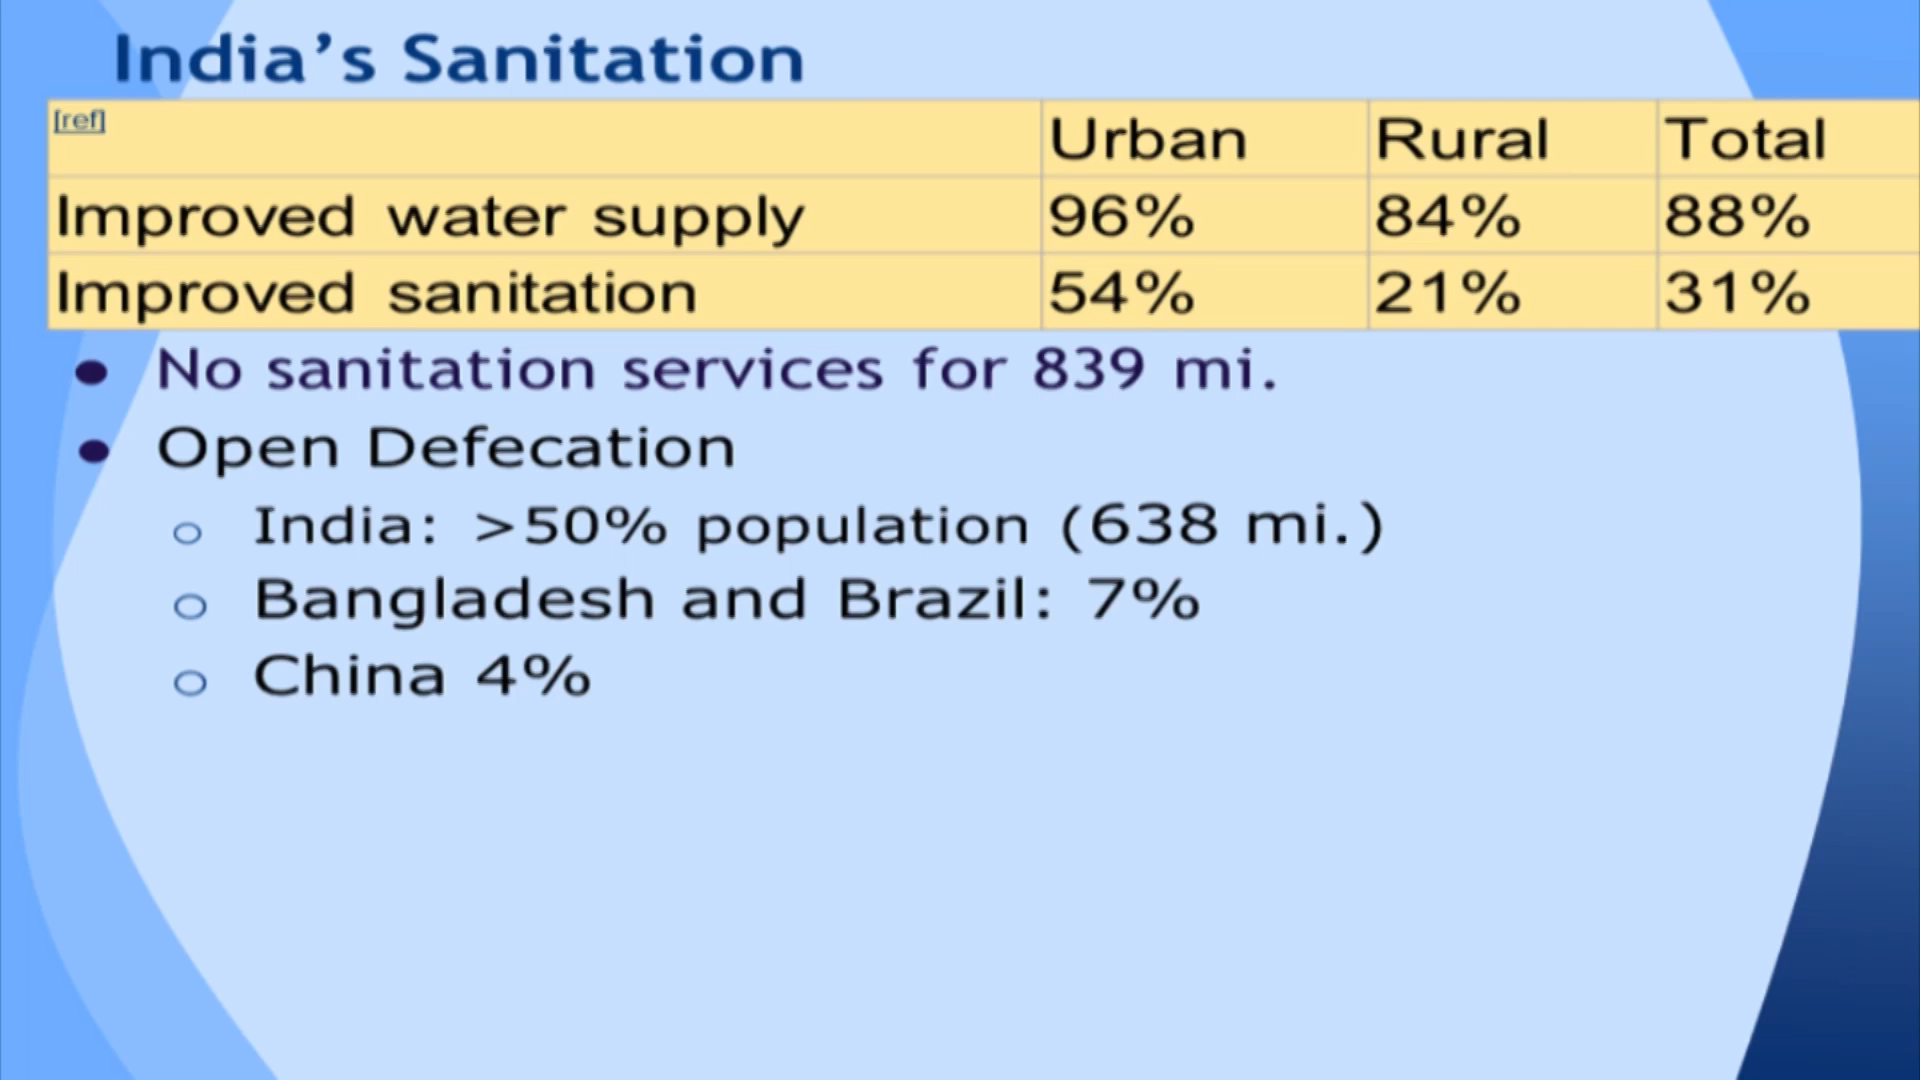 India’s Sanitation
[ref] Urban Rural Total
Improved water supply 96% 84% 88%
Improved sanitation 54% 21% 31%
● No sanitation services for 839 mi.
● Open Defecation
○ India: >50% population (638 mi.)
○ Bangladesh and Brazil: 7%
○ China 4%